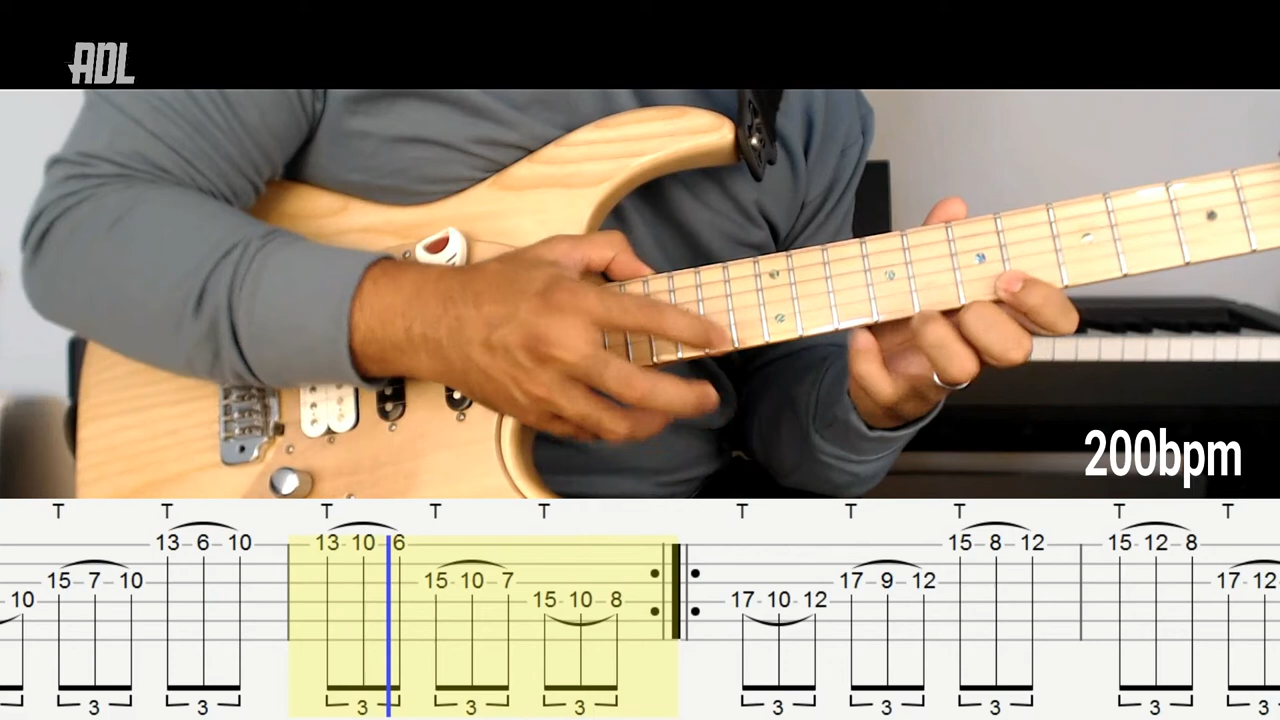 ADL
200bpm
T T T T T T T T T T
13 6 10 13 10 6 15 8 12 15 12 8
15 7 10 15 10 7 17 9 12 17 12
10 15 10 8 17 10 12
3 3 3 3 3 3 3 3 3 3